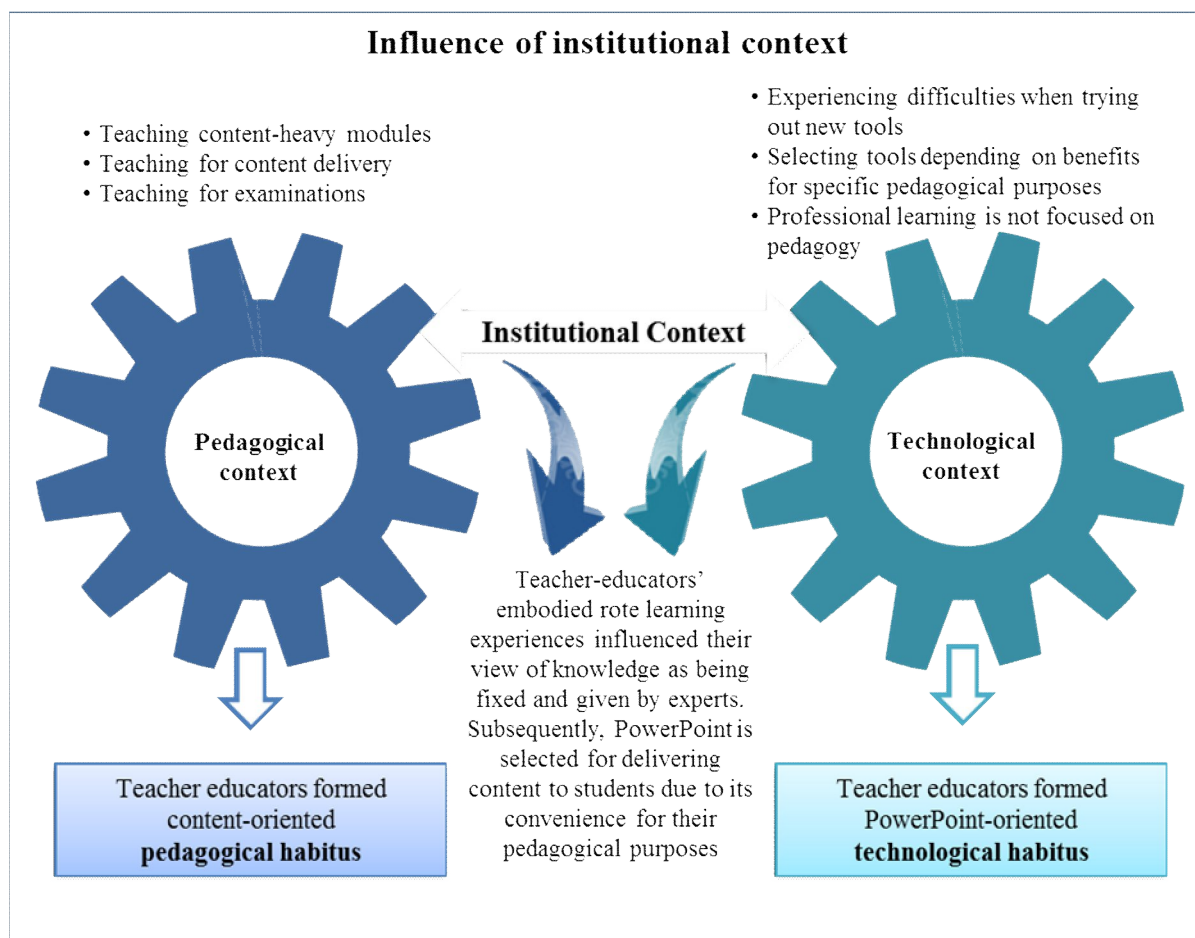 Influence of institutional context
• Teaching content-heavy modules
• Teaching for content delivery
• Teaching for examinations
• Experiencing difficulties when trying
out new tools
• Selecting tools depending on benefits
for specific pedagogical purposes
• Professional learning is not focused on
pedagogy
Institutional Context
Pedagogical
context
Technological
context
Teacher-educators’
embodied rote learning
experiences influenced their
view of knowledge as being
fixed and given by experts.
Subsequently, PowerPoint is
selected for delivering
content to students due to its
convenience for their
pedagogical purposes
Teacher educators formed
content-oriented
pedagogical habitus
Teacher educators formed
PowerPoint-oriented
technological habitus